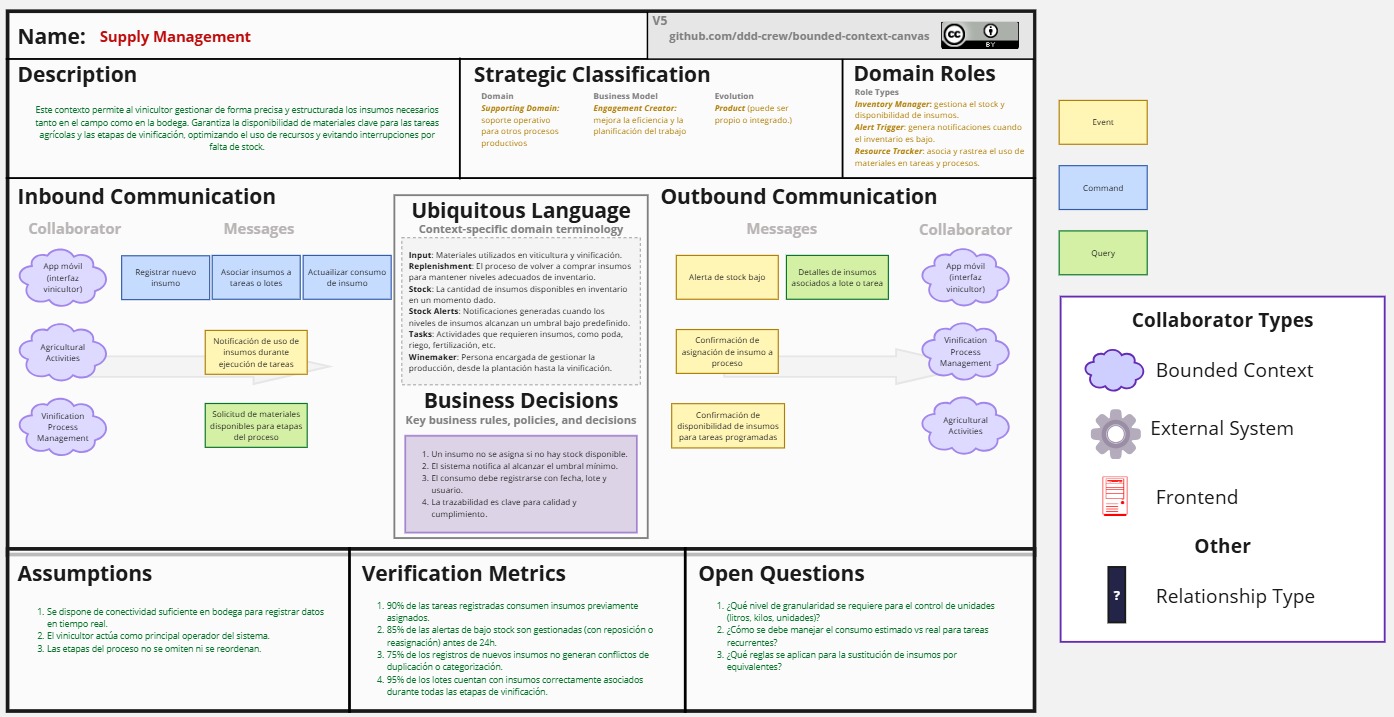 Name: Supply Management
V5
github.com/ddd-crew/bounded-context-canvas
cc
BY
Description
Este contexto permite al vinicultor gestionar de forma precisa y estructurada los insumos necesarios
tanto en el campo como en la bodega. Garantiza la disponibilidad de materiales clave para las tareas
agrícolas y las etapas de vinificación, optimizando el uso de recursos y evitando interrupciones por
falta de stock.
Strategic Classification
Domain
Supporting Domain:
soporte operativo
para otros procesos
productivos
Business Model
Engagement Creator:
mejora la eficiencia y la
planificación del trabajo
Evolution
Product (puede ser
propio o integrado.)
Domain Roles
Role Types
Inventory Manager: gestiona el stock y
disponibilidad de insumos.
Alert Trigger: genera notificaciones cuando
el inventario es bajo.
Resource Tracker: asocia y rastrea el uso de
materiales en tareas y procesos.
Inbound Communication
Collaborator
Messages
App móvil
(interfaz
vinicultor)
Registrar nuevo
insumo
Asociar insumos a
tareas o lotes
Actuailizar consumo
de insumo
Agricultural
Activities
Notificación de uso de
insumos durante
ejecución de tareas
Vinification
Process
Management
Solicitud de materiales
disponibles para etapas
del proceso
Ubiquitous Language
Context-specific domain terminology
Input: Materiales utilizados en viticultura y vinificación.
Replenishment: El proceso de volver a comprar insumos
para mantener niveles adecuados de inventario.
Stock: La cantidad de insumos disponibles en inventario
en un momento dado.
Stock Alerts: Notificaciones generadas cuando los
niveles de insumos alcanzan un umbral bajo predefinido.
Tasks: Actividades que requieren insumos, como poda,
riego, fertilización, etc.
Winemaker: Persona encargada de gestionar la
producción, desde la plantación hasta la vinificación.
Business Decisions
Key business rules, policies, and decisions
1. Un insumo no se asigna si no hay stock disponible.
2. El sistema notifica al alcanzar el umbral mínimo.
3. El consumo debe registrarse con fecha, lote y
usuario.
4. La trazabilidad es clave para calidad y
cumplimiento.
Outbound Communication
Messages
Collaborator
Alerta de stock bajo
Detalles de insumos
asociados a lote o tarea
App móvil
(interfaz
vinicultor)
Confirmación de
asignación de insumo a
proceso
Vinification
Process
Management
Confirmación de
disponibilidad de insumos
para tareas programadas
Agricultural
Activities
Assumptions
1. Se dispone de conectividad suficiente en bodega para registrar datos
en tiempo real.
2. El vinicultor actúa como principal operador del sistema.
3. Las etapas del proceso no se omiten ni se reordenan.
Verification Metrics
1. 90% de las tareas registradas consumen insumos previamente
asignados.
2. 85% de las alertas de bajo stock son gestionadas (con reposición o
reasignación) antes de 24h.
3. 75% de los registros de nuevos insumos no generan conflictos de
duplicación o categorización.
4. 95% de los lotes cuentan con insumos correctamente asociados
durante todas las etapas de vinificación.
Open Questions
1. ¿Qué nivel de granularidad se requiere para el control de unidades
(litros, kilos, unidades)?
2. ¿Cómo se debe manejar el consumo estimado vs real para tareas
recurrentes?
3. ¿Qué reglas se aplican para la sustitución de insumos por
equivalentes?
Event
Command
Query
Collaborator Types
Bounded Context
External System
Frontend
Other
?
Relationship Type